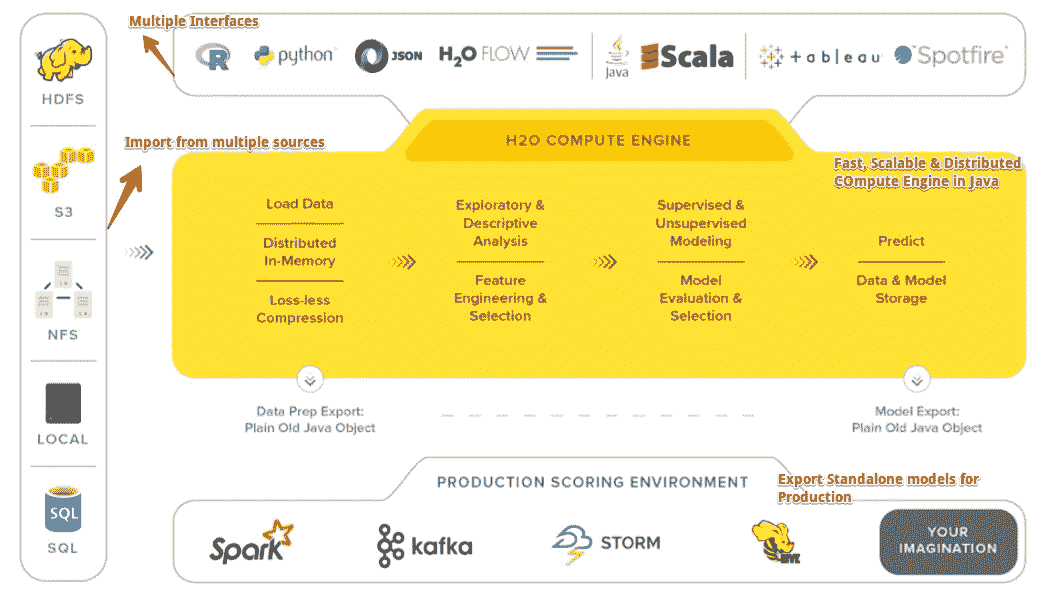 Multiple Interfaces
R
python
JSON
H2O FLOW
Java
Scala
+ a b l e a u
Spotfire
HDFS
Import from multiple sources
S3
NFS
LOCAL
SQL
SQL
H2O COMPUTE ENGINE
Fast, Scalable & Distributed
COmpute Engine in Java
Load Data
Distributed
In-Memory
Loss-less
Compression
Exploratory &
Descriptive
Analysis
Feature
Engineering &
Selection
Supervised &
Unsupervised
Modeling
Model
Evaluation &
Selection
Predict
Data & Model
Storage
Data Prep Export:
Plain Old Java Object
Model Export:
Plain Old Java Object
PRODUCTION SCORING ENVIRONMENT
Export Standalone models for
Production
Spark
kafka
STORM
HIVE
YOUR
IMAGINATION